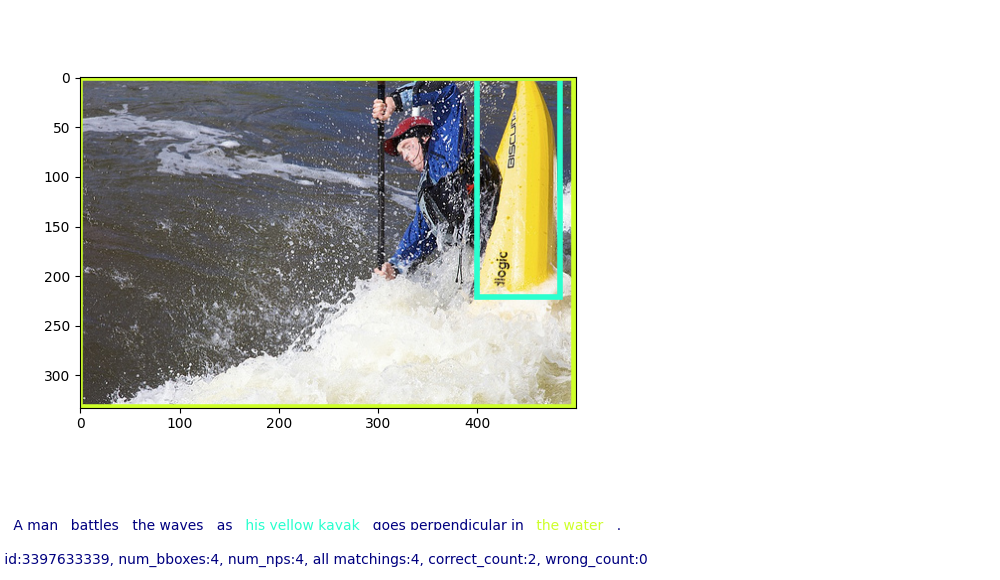 0
50
100
150
200
250
300
0 100 200 300 400
BISCUIT
logic
A man battles the waves as his yellow kayak goes perpendicular in the water .
id:3397633339, num_bboxes:4, num_nps:4, all matchings:4, correct_count:2, wrong_count:0